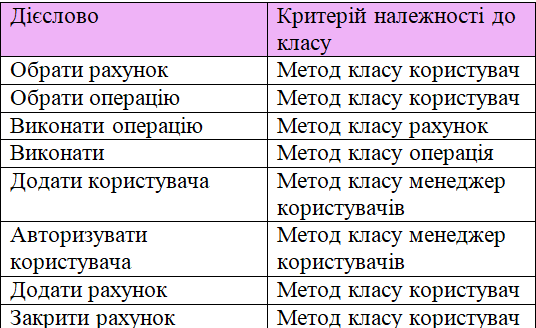 Дієслово Критерій належності до
класу
Обрати рахунок Метод класу користувач
Обрати операцію Метод класу користувач
Виконати операцію Метод класу рахунок
Виконати Метод класу операція
Додати користувача Метод класу менеджер
користувачів
Авторизувати Метод класу менеджер
користувача користувачів
Додати рахунок Метод класу користувач
Закрити рахунок Метод класу користувач